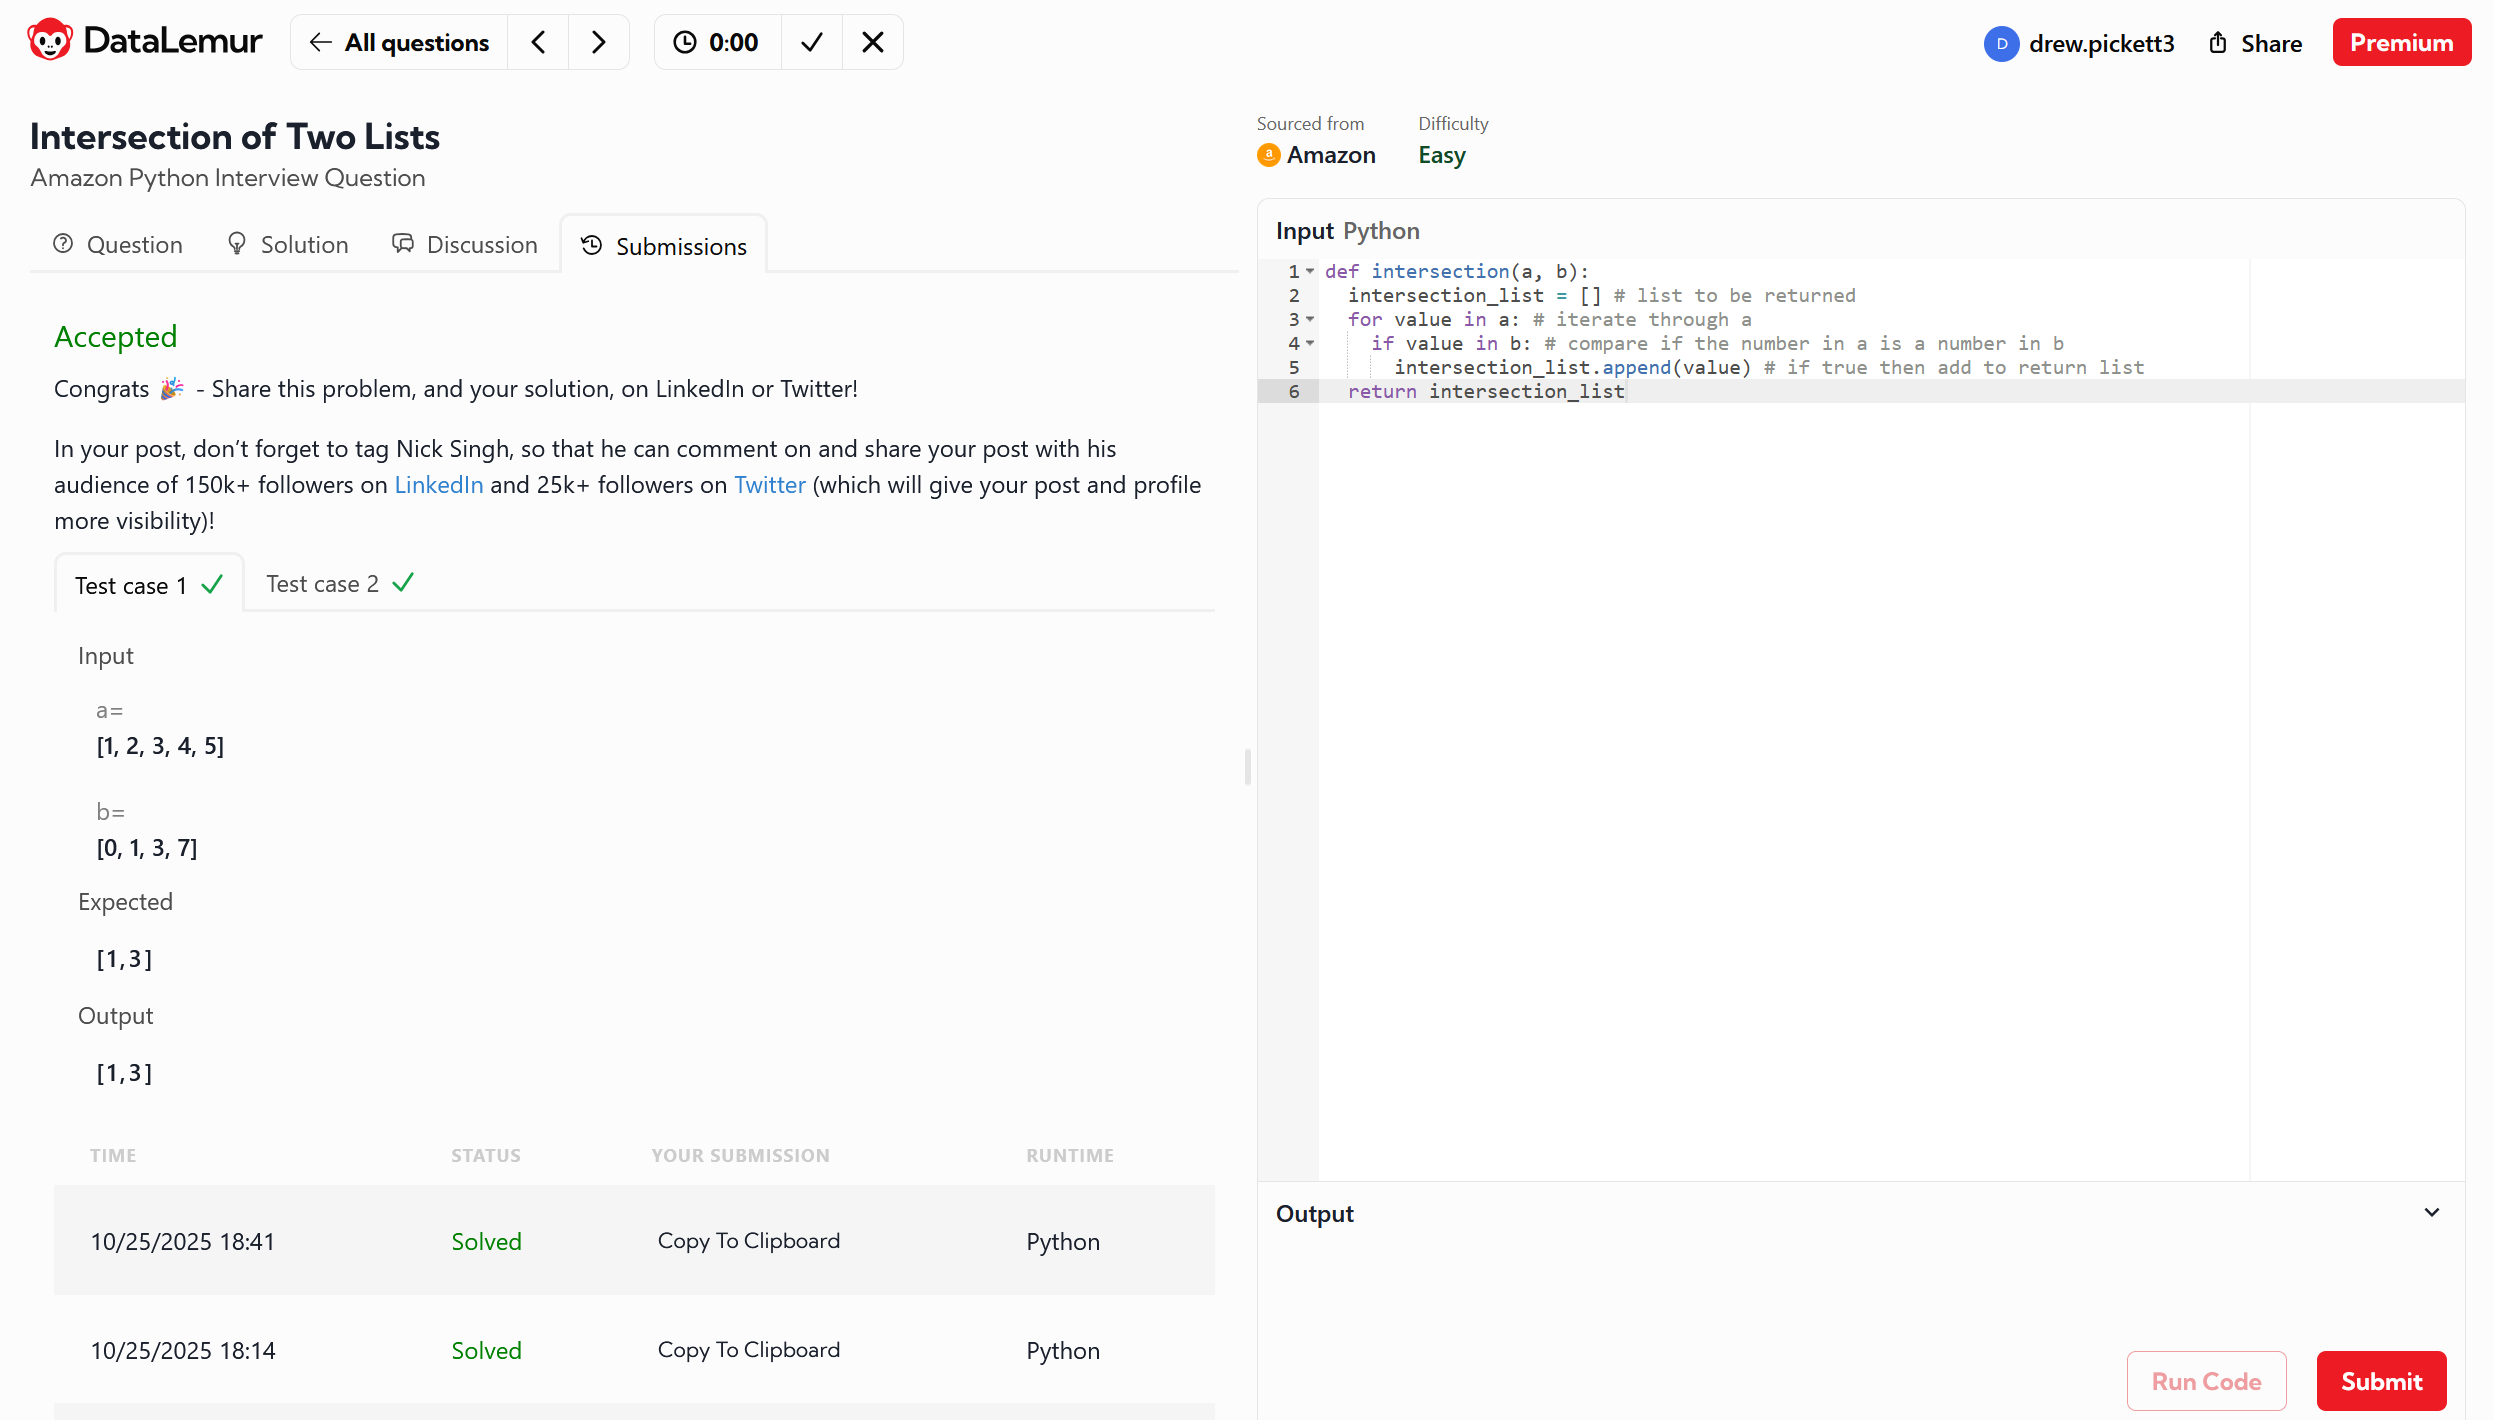 DataLemur
All questions
0:00
D drew.pickett3
Share
Premium
Intersection of Two Lists
Amazon Python Interview Question
Sourced from
a Amazon
Difficulty
Easy
Question
Solution
Discussion
Submissions
Accepted
Congrats 🎉 - Share this problem, and your solution, on LinkedIn or Twitter!
In your post, don’t forget to tag Nick Singh, so that he can comment on and share your post with his
audience of 150k+ followers on LinkedIn and 25k+ followers on Twitter (which will give your post and profile
more visibility)!
Test case 1
Test case 2
Input
a=
[1, 2, 3, 4, 5]
b=
[0, 1, 3, 7]
Expected
[1,3]
Output
[1,3]
TIME STATUS YOUR SUBMISSION RUNTIME
10/25/2025 18:41 Solved Copy To Clipboard Python
10/25/2025 18:14 Solved Copy To Clipboard Python
Input Python
1 def intersection(a, b):
2 intersection_list = [] # list to be returned
3 for value in a: # iterate through a
4 if value in b: # compare if the number in a is a number in b
5 intersection_list.append(value) # if true then add to return list
6 return intersection_list
Output
Run Code
Submit